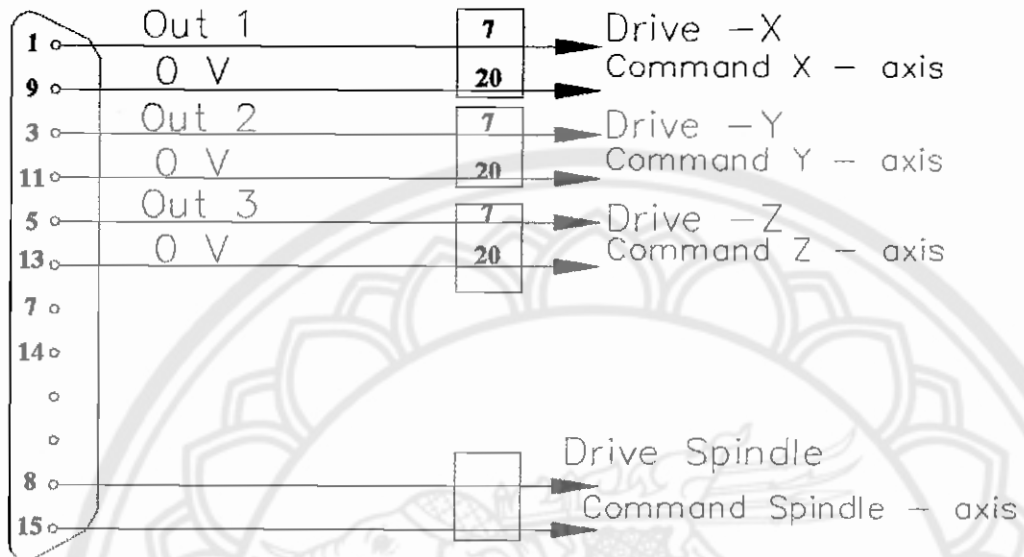 1 Out 1 7 Drive -X
9 0 V 20 Command X - axis
3 Out 2 7 Drive -Y
11 0 V 20 Command Y - axis
5 Out 3 7 Drive -Z
13 0 V 20 Command Z - axis
7
14
Drive Spindle
8
Command Spindle - axis
15